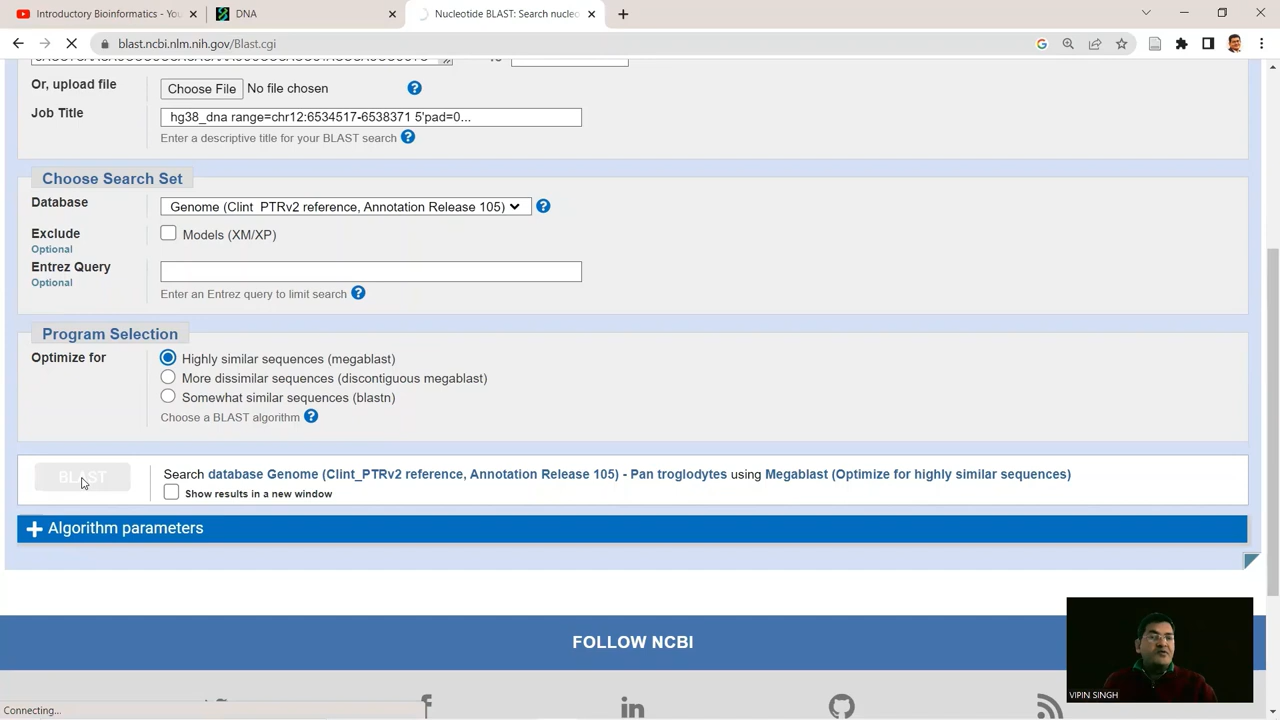 Introductory Bioinformatics - You
DNA
Nucleotide BLAST: Search nucleo
blast.ncbi.nlm.nih.gov/Blast.cgi
Or, upload file
Choose File No file chosen
Job Title
hg38_dna range=chr12:6534517-6538371 5'pad=0...
Enter a descriptive title for your BLAST search
Choose Search Set
Database
Genome (Clint_PTRv2 reference, Annotation Release 105)
Exclude
Optional
Models (XM/XP)
Entrez Query
Optional
Enter an Entrez query to limit search
Program Selection
Optimize for
Highly similar sequences (megablast)
More dissimilar sequences (discontiguous megablast)
Somewhat similar sequences (blastn)
Choose a BLAST algorithm
BLAST
Search database Genome (Clint_PTRv2 reference, Annotation Release 105) - Pan troglodytes using Megablast (Optimize for highly similar sequences)
Show results in a new window
Algorithm parameters
FOLLOW NCBI
VIPIN SINGH
Connecting...